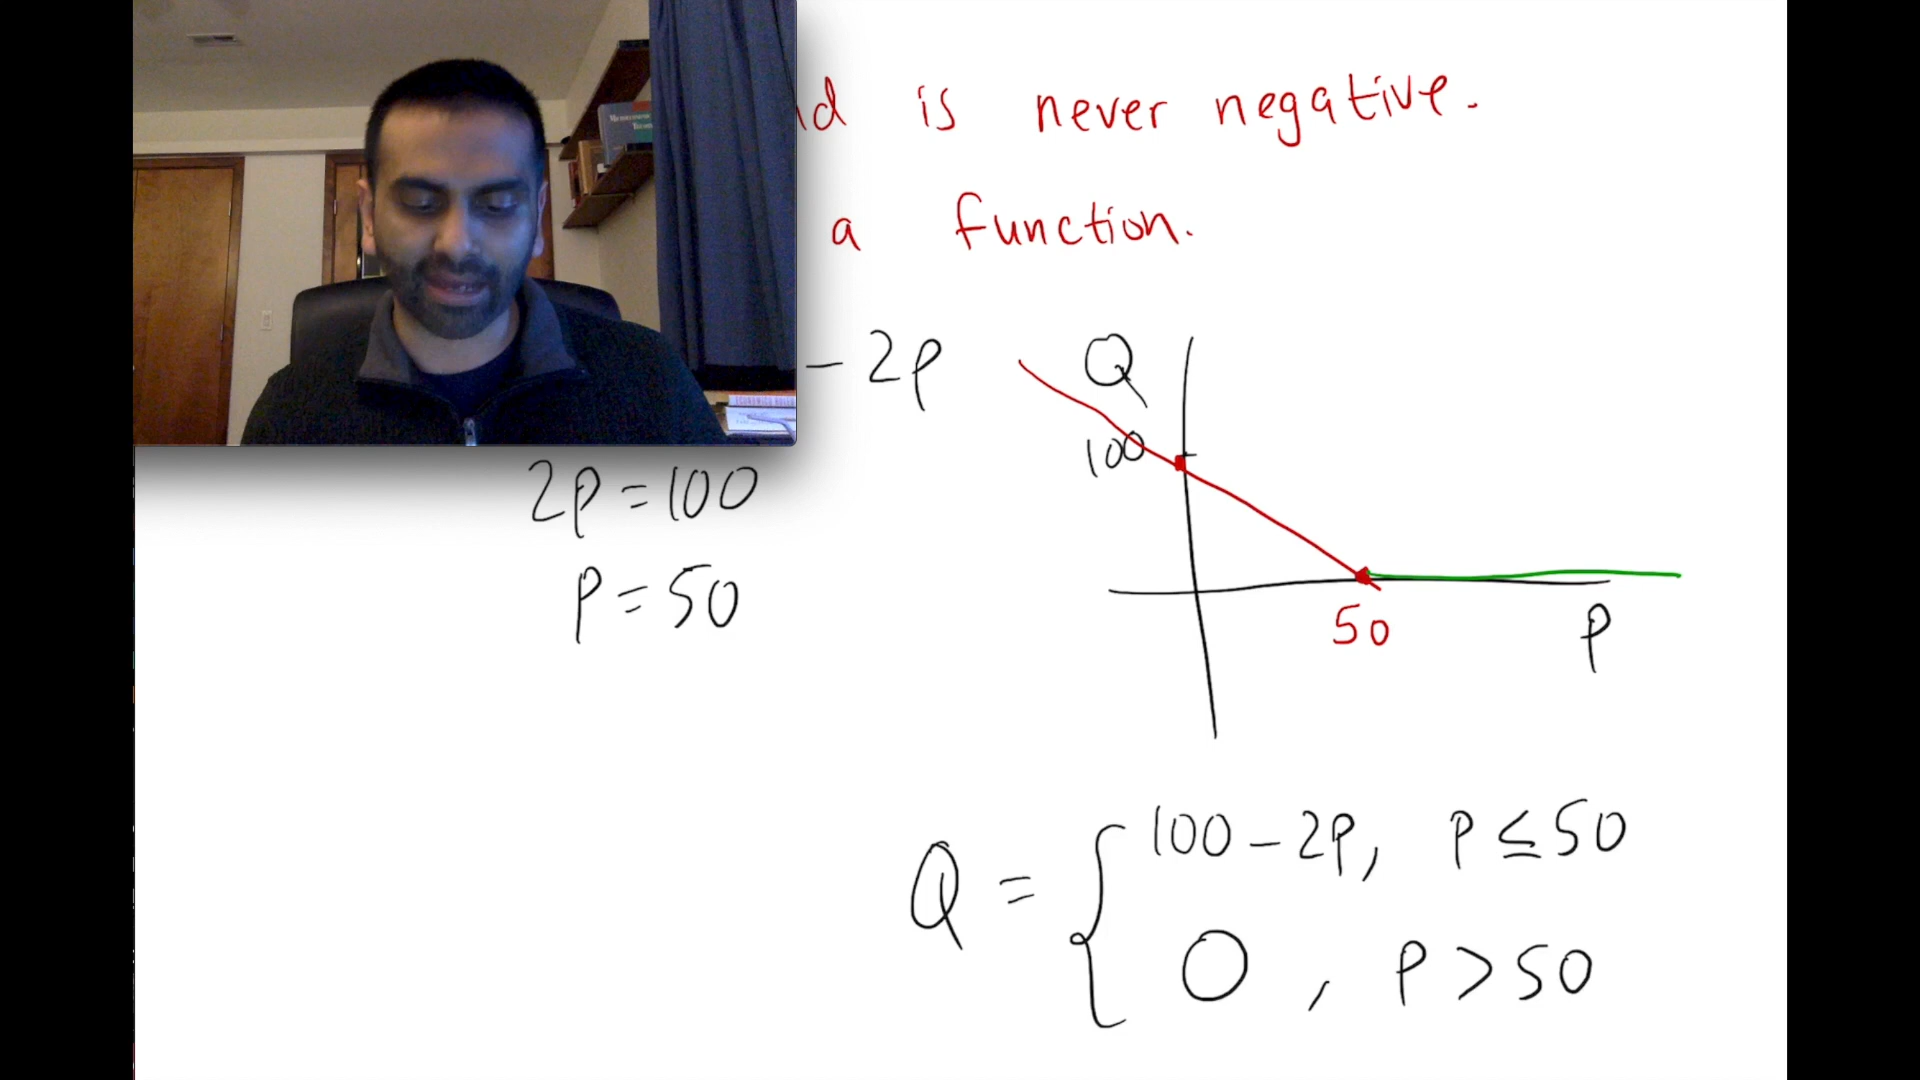 is never negative.
a function.
- 2P
Q
100
2P = 100
P = 50
50
P
Q = { 100 - 2P, P ≤ 50
0, P > 50